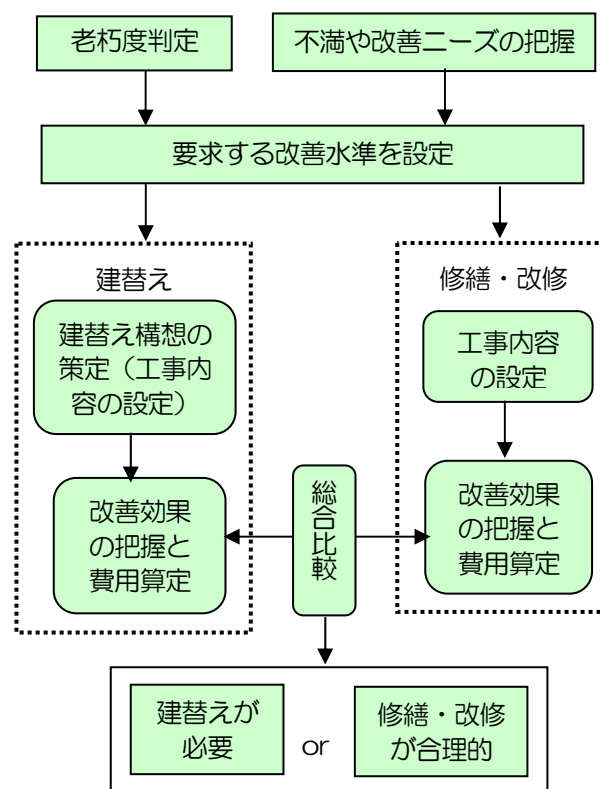 老朽度判定
不満や改善ニーズの把握
要求する改善水準を設定
建替え
建替え構想の
策定（工事内
容の設定）
改善効果
の把握と
費用算定
総合比較
修繕・改修
工事内容
の設定
改善効果
の把握と
費用算定
建替えが
必要
or
修繕・改修
が合理的